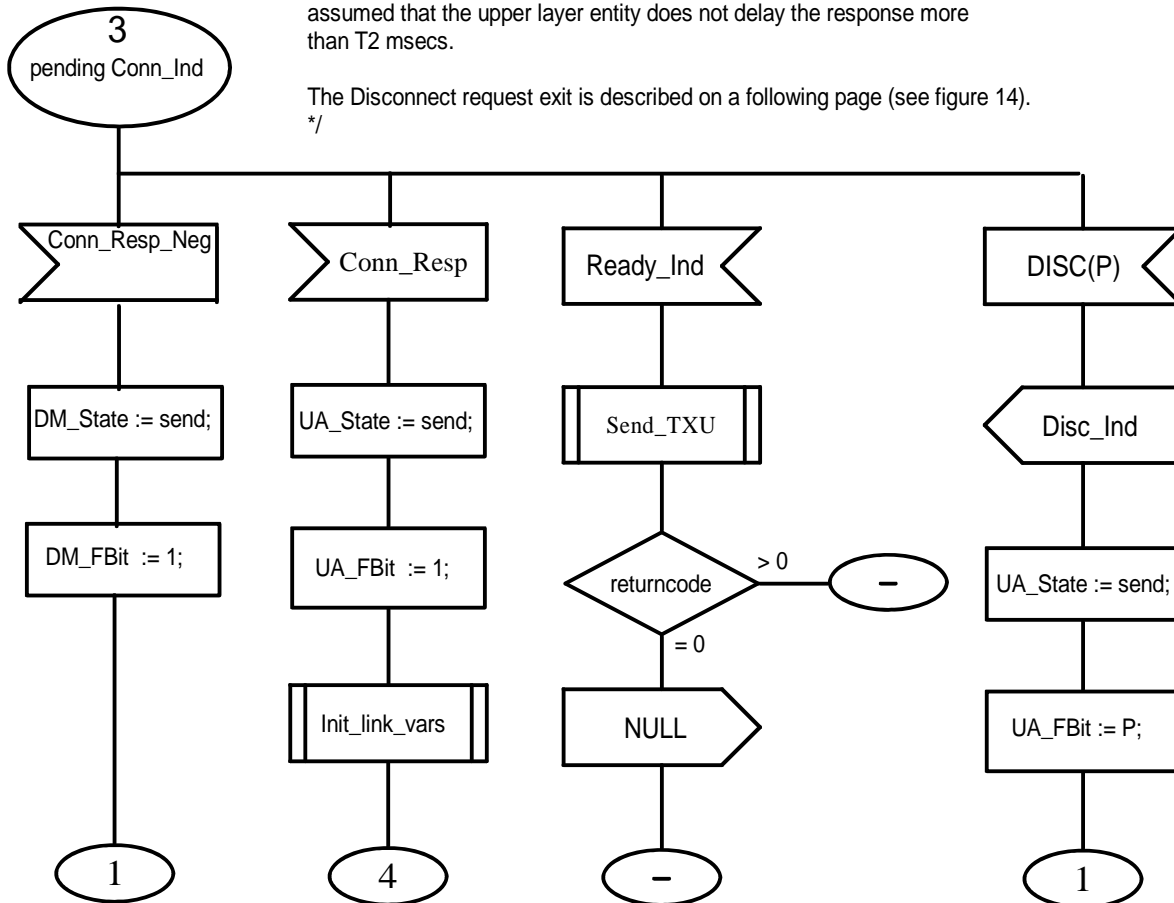 assumed that the upper layer entity does not delay the response more
than T2 msecs.
The Disconnect request exit is described on a following page (see figure 14).
*/
3
pending Conn_Ind
Conn_Resp_Neg
Conn_Resp
Ready_Ind
DISC(P)
DM_State := send;
UA_State := send;
Send_TXU
Disc_Ind
DM_FBit := 1;
UA_FBit := 1;
returncode
> 0
–
UA_State := send;
= 0
Init_link_vars
NULL
UA_FBit := P;
1
4
–
1